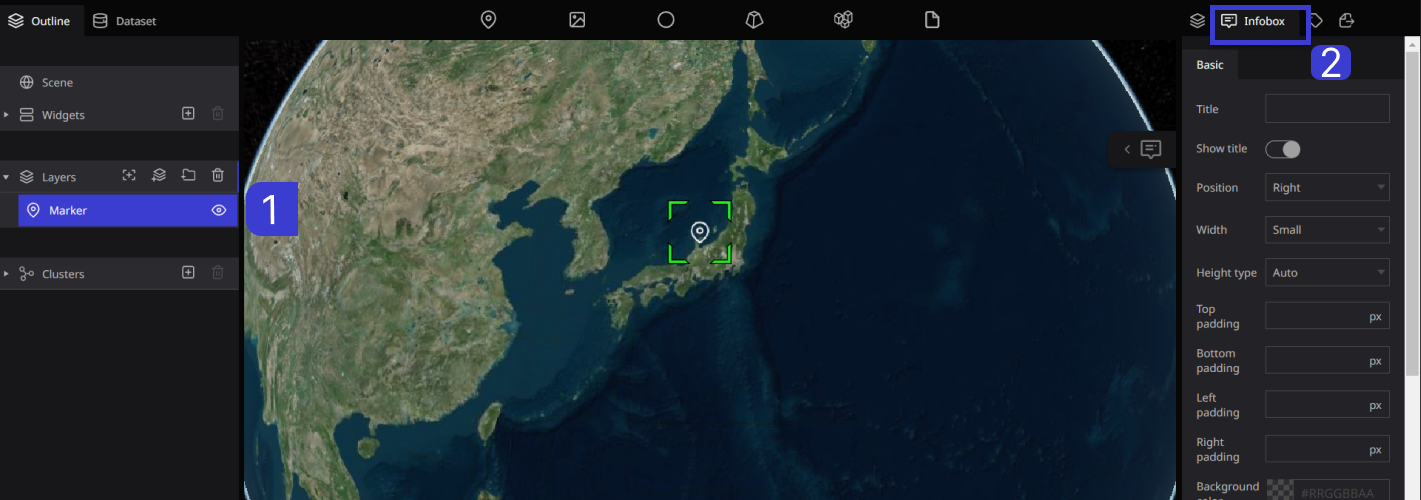 Outline
Dataset
Infobox
2
Basic
Scene
Widgets
Layers
Marker
1
Clusters
Title
Show title
Position
Right
Width
Small
Height type
Auto
Top
padding
px
Bottom
padding
px
Left
padding
px
Right
padding
px
Background
color
#RRGGBBAA